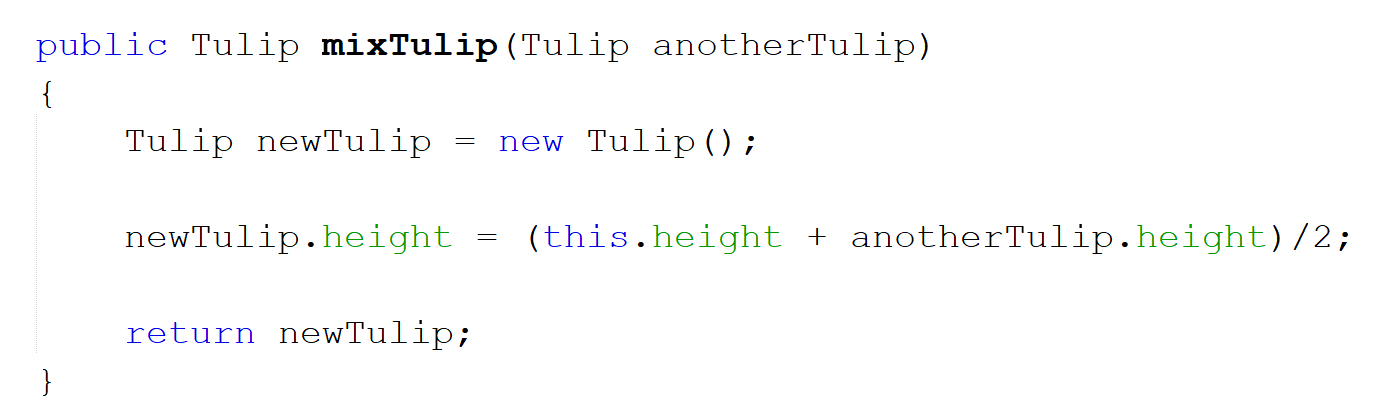 public Tulip mixTulip(Tulip anotherTulip)
{
    Tulip newTulip = new Tulip();
    newTulip.height = (this.height + anotherTulip.height)/2;
    return newTulip;
}